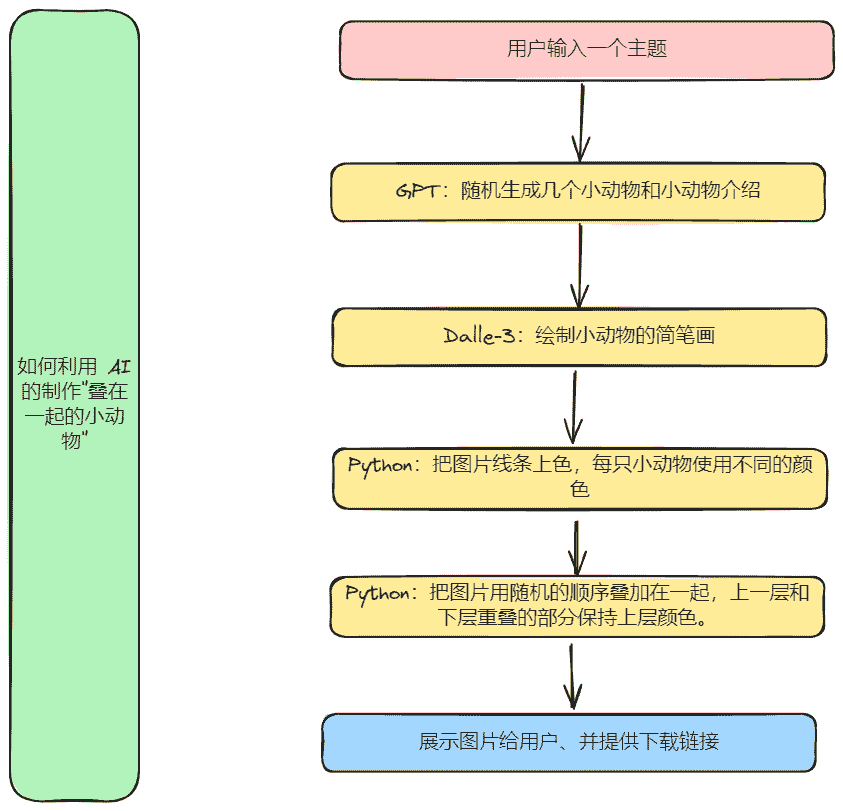 如何利用 AI
的制作"叠在
一起的小动
物"
用户输入一个主题
GPT：随机生成几个小动物和小动物介绍
Dalle-3：绘制小动物的简笔画
Python：把图片线条上色，每只小动物使用不同的颜
色
Python：把图片用随机的顺序叠加在一起，上一层和
下层重叠的部分保持上层颜色。
展示图片给用户、并提供下载链接